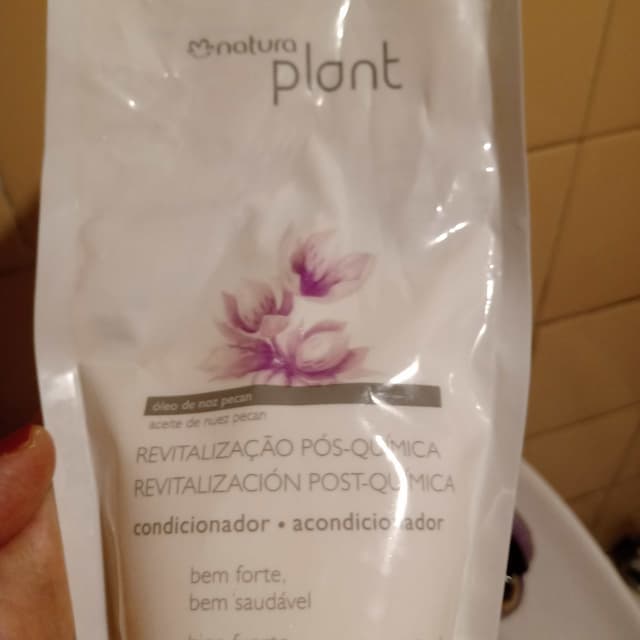 natura
plant
óleo de noz pecan
aceite de nuez pecan
REVITALIZAÇÃO PÓS-QUÍMICA
REVITALIZACIÓN POST-QUÍMICA
condicionador • acondicionador
bem forte,
bem saudável